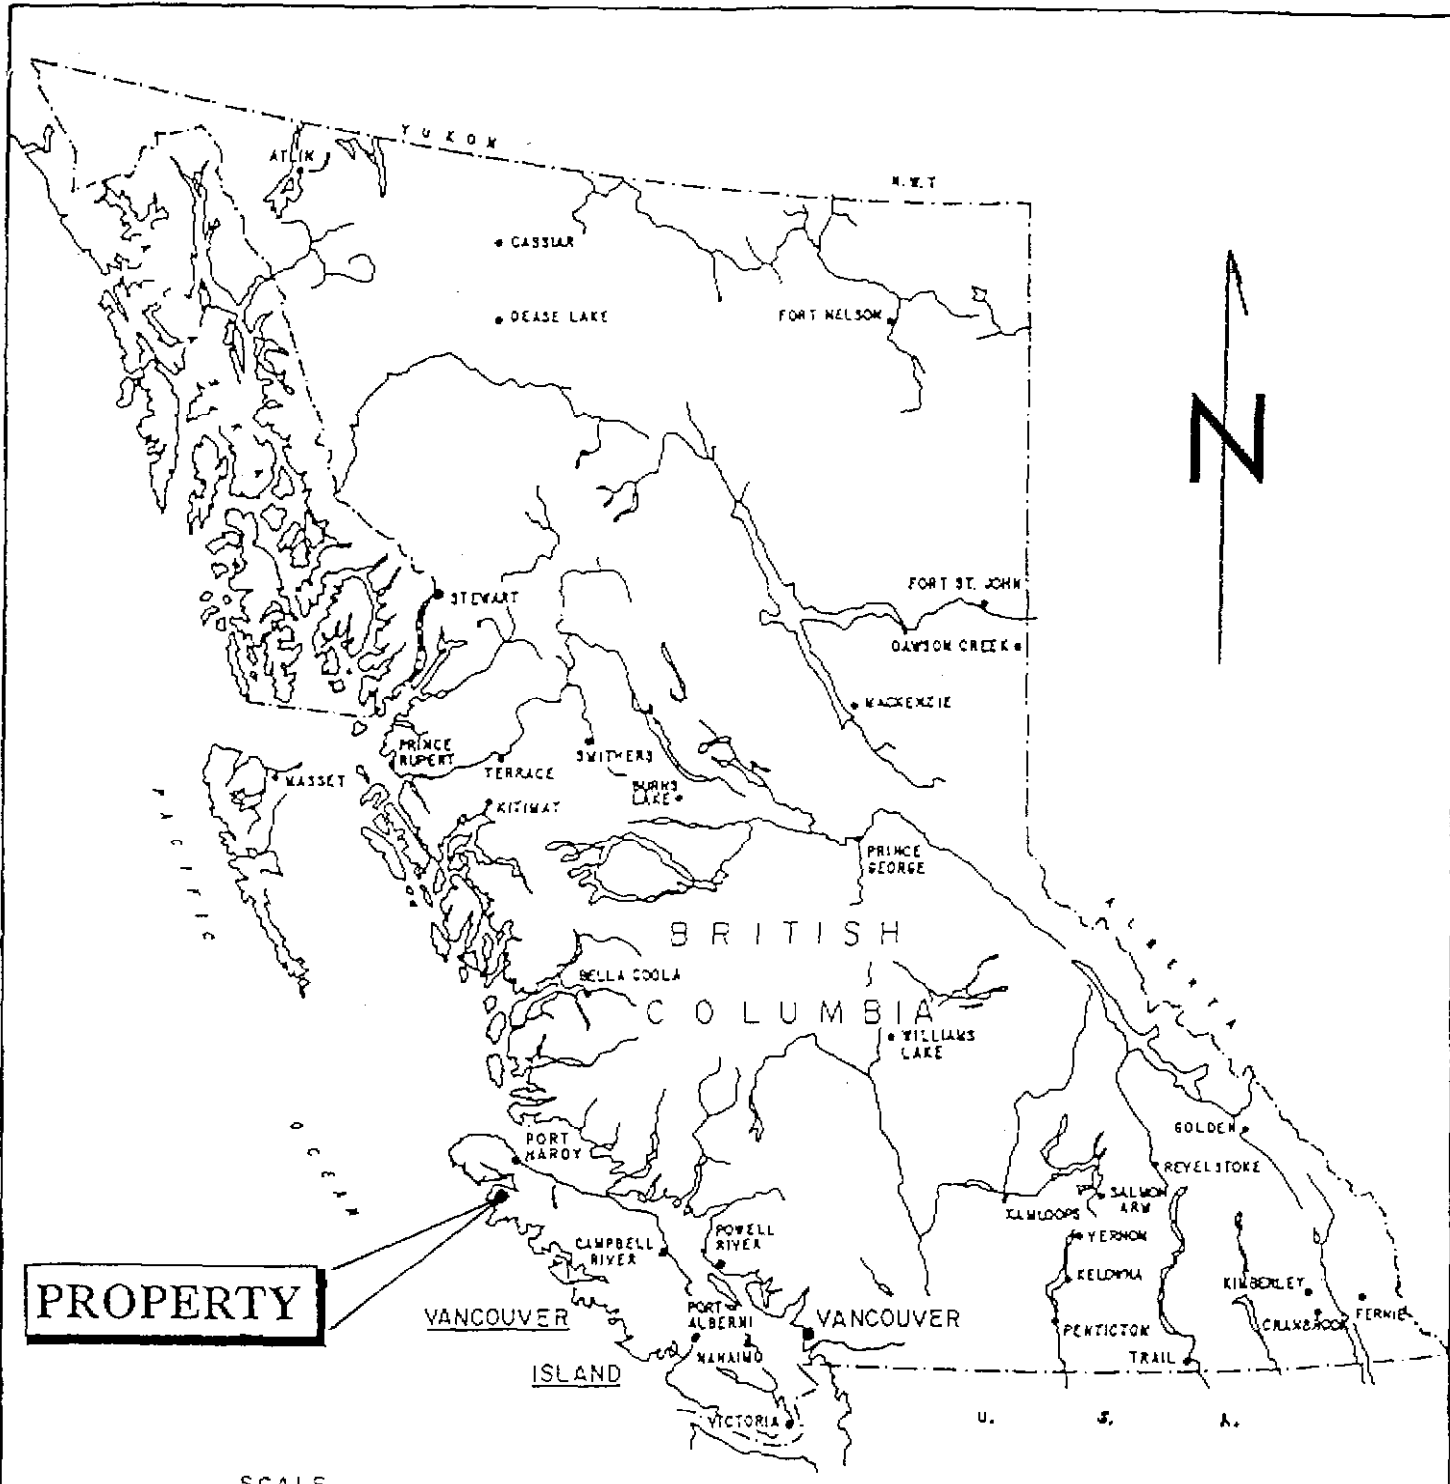 YUKON
ATLIN
N.W.T
CASSIAR
DEASE LAKE
FORT NELSON
N
FORT ST. JOHN
STEWART
DAWSON CREEK
MACKENZIE
PRINCE
RUPERT
SMITHERS
MASSET
TERRACE
BURNS
LAKE
KITIMAT
PACIFIC
PRINCE
GEORGE
ALBERTA
BRITISH
BELLA COOLA
COLUMBIA
WILLIAMS
LAKE
OCEAN
GOLDEN
PORT
HARDY
REVELSTOKE
SALMON
ARM
KAMLOOPS
POWELL
RIVER
CAMPBELL
RIVER
VERNON
KELOWNA
KIMBERLEY
PROPERTY
FERNIE
VANCOUVER
PORT
ALBERNI
VANCOUVER
CRANBROOK
PENTICTON
NANAIMO
TRAIL
ISLAND
VICTORIA
U. S. A.
SCALE